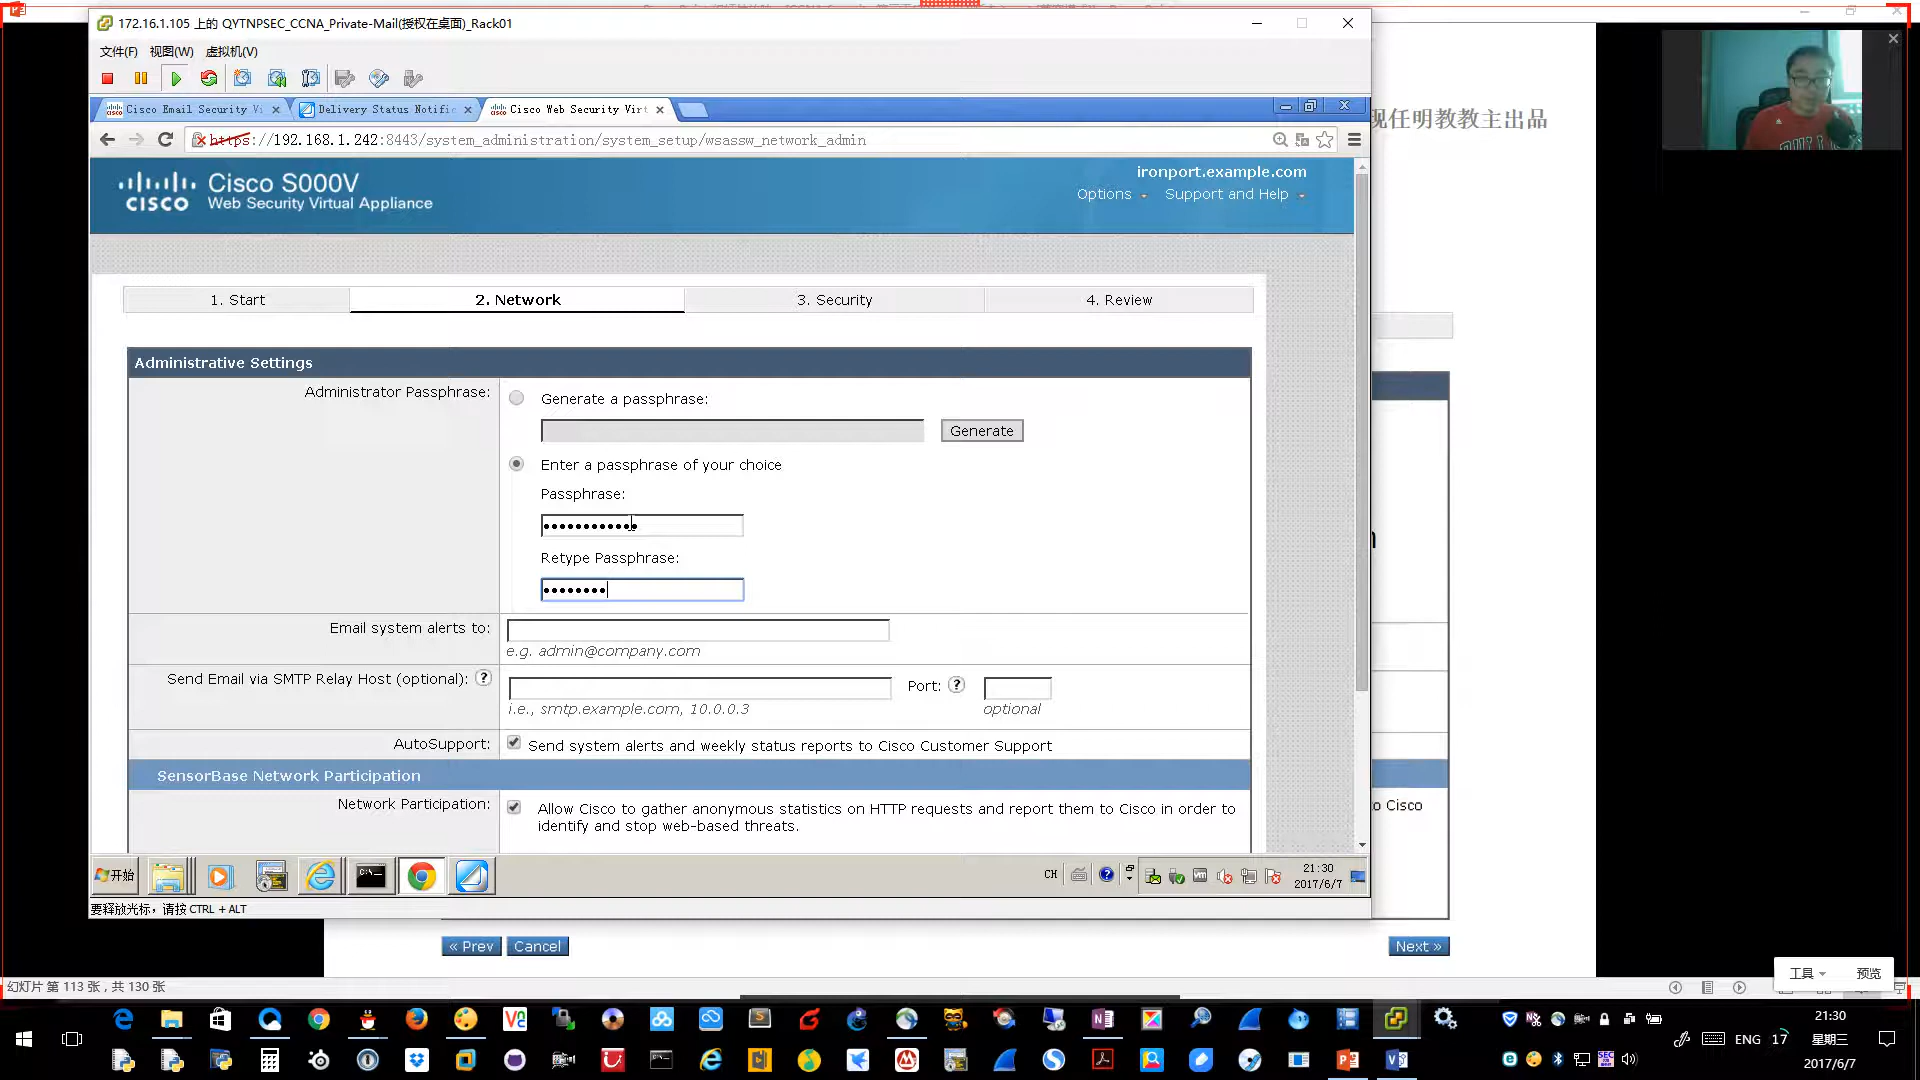 172.16.1.105 上的 QYTNPSEC_CCNA_Private-Mail(授权在桌面)_Rack01
文件(F) 视图(W) 虚拟机(V)
Cisco Email Security Vi
Delivery Status Notific
Cisco Web Security Virt
现任明教教主出品
https://192.168.1.242:8443/system_administration/system_setup/wsassw_network_admin
CISCO
Cisco S000V
Web Security Virtual Appliance
ironport.example.com
Options
Support and Help
1. Start
2. Network
3. Security
4. Review
Administrative Settings
Administrator Passphrase:
Generate a passphrase:
Generate
Enter a passphrase of your choice
Passphrase:
Retype Passphrase:
Email system alerts to:
e.g. admin@company.com
Send Email via SMTP Relay Host (optional):
Port:
i.e., smtp.example.com, 10.0.0.3
optional
AutoSupport:
Send system alerts and weekly status reports to Cisco Customer Support
SensorBase Network Participation
Network Participation:
Allow Cisco to gather anonymous statistics on HTTP requests and report them to Cisco in order to
identify and stop web-based threats.
Cisco
开始
CH
21:30
2017/6/7
要释放光标，请按 CTRL + ALT
« Prev
Cancel
Next »
幻灯片 第 113 张，共 130 张
工具
预览
ENG
17
21:30
星期三
2017/6/7